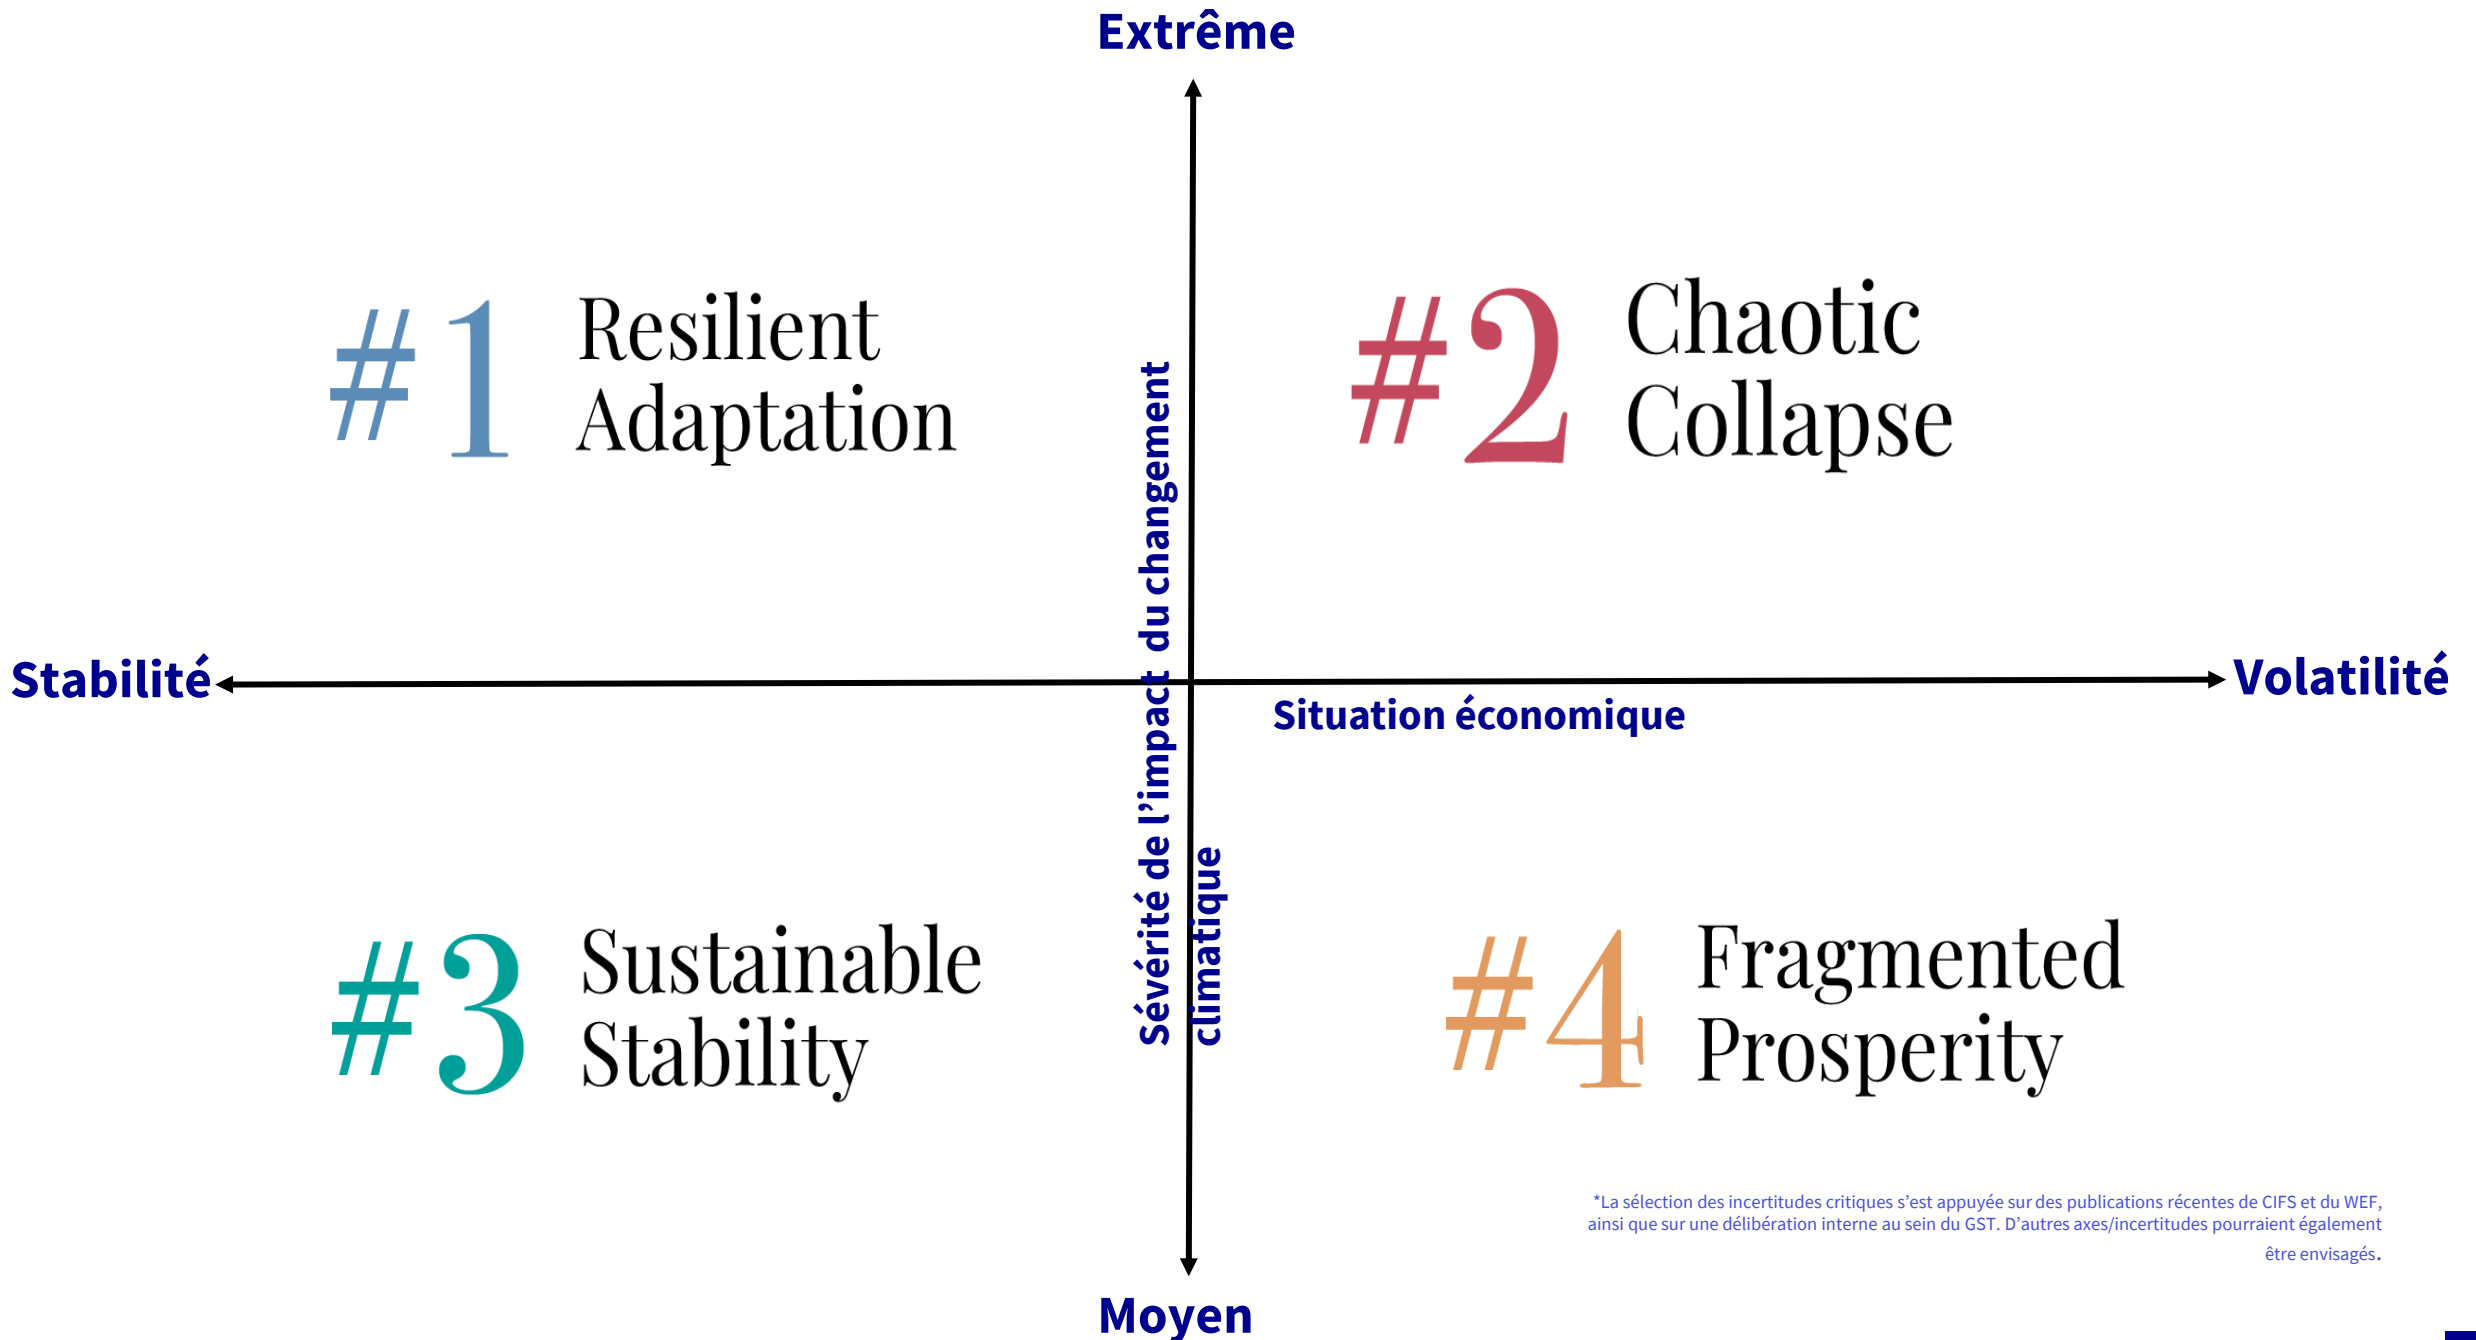 Extrême
#1 Resilient
Adaptation
#2 Chaotic
Collapse
Sévérité de l’impact du changement
climatique
Stabilité
Volatilité
Situation économique
#3 Sustainable
Stability
#4 Fragmented
Prosperity
*La sélection des incertitudes critiques s’est appuyée sur des publications récentes de CIFS et du WEF,
ainsi que sur une délibération interne au sein du GST. D’autres axes/incertitudes pourraient également
être envisagés.
Moyen